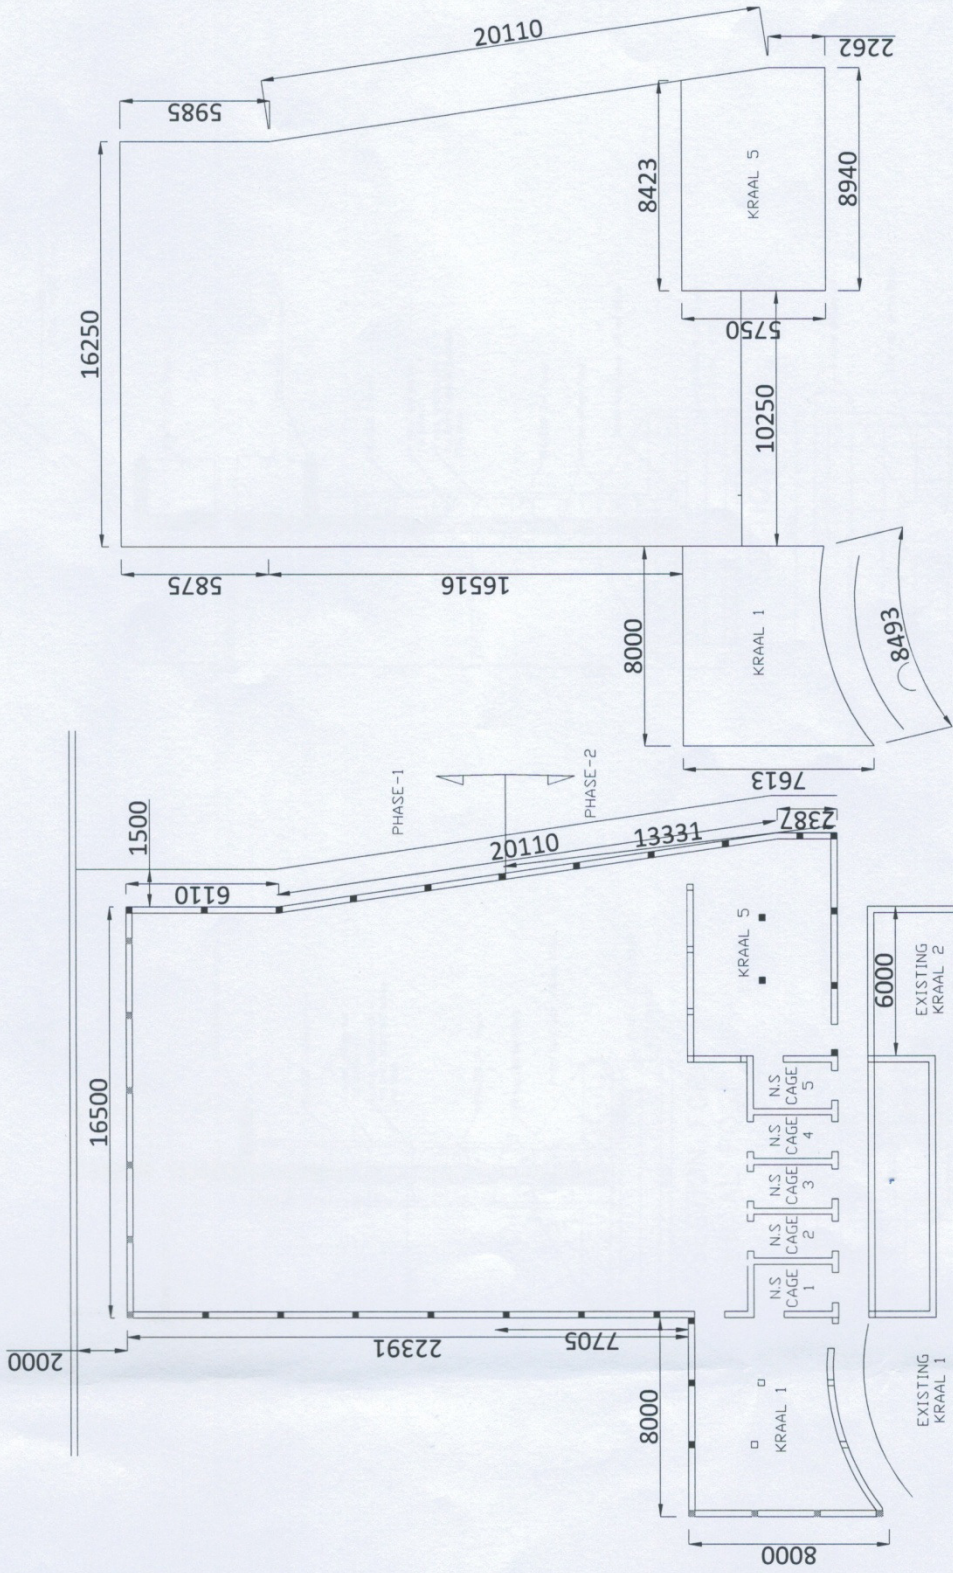 20110
2262
5985
8423
KRAAL 5
8940
16250
5750
10250
5875
16516
8000
KRAAL 1
8493
7613
PHASE-1
PHASE-2
1500
20110
13331
2387
6110
KRAAL 5
6000
EXISTING
KRAAL 2
16500
N.S
CAGE
5
N.S
CAGE
4
N.S
CAGE
3
N.S
CAGE
2
N.S
CAGE
1
2000
22391
7705
8000
KRAAL 1
EXISTING
KRAAL 1
8000